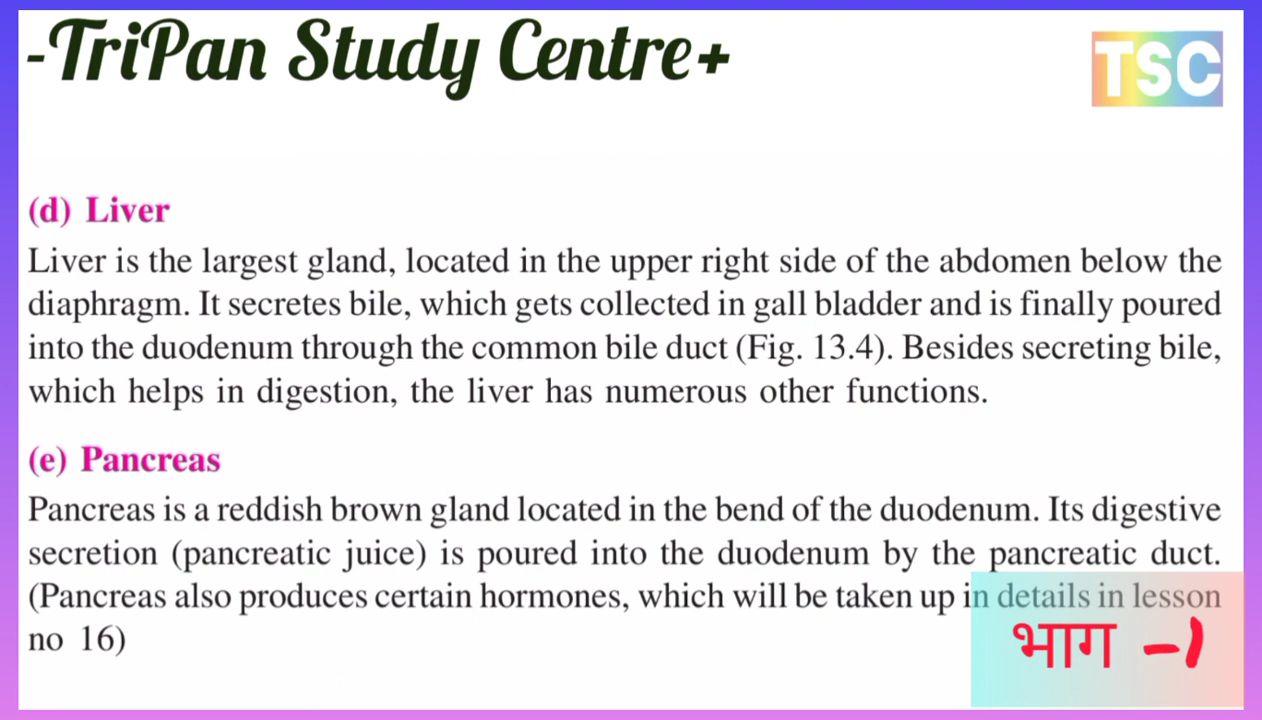 -TriPan Study Centre+
TSC
(d) Liver
Liver is the largest gland, located in the upper right side of the abdomen below the
diaphragm. It secretes bile, which gets collected in gall bladder and is finally poured
into the duodenum through the common bile duct (Fig. 13.4). Besides secreting bile,
which helps in digestion, the liver has numerous other functions.
(e) Pancreas
Pancreas is a reddish brown gland located in the bend of the duodenum. Its digestive
secretion (pancreatic juice) is poured into the duodenum by the pancreatic duct.
(Pancreas also produces certain hormones, which will be taken up in details in lesson
no 16)
भाग -1